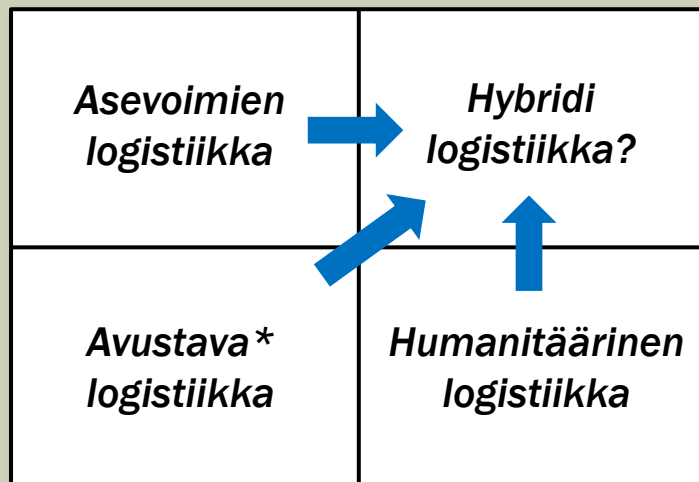 Asevoimien
logistiikka
Hybridi
logistiikka?
Avustava*
logistiikka
Humanitäärinen
logistiikka